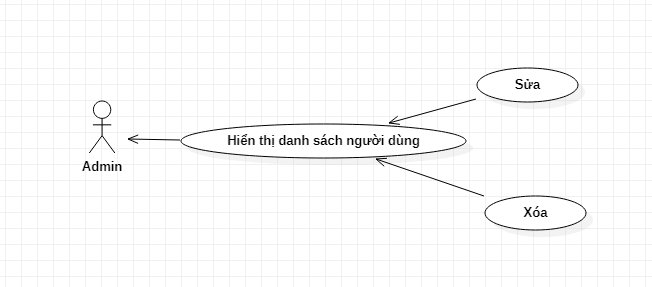 Sửa
Hiển thị danh sách người dùng
Admin
Xóa